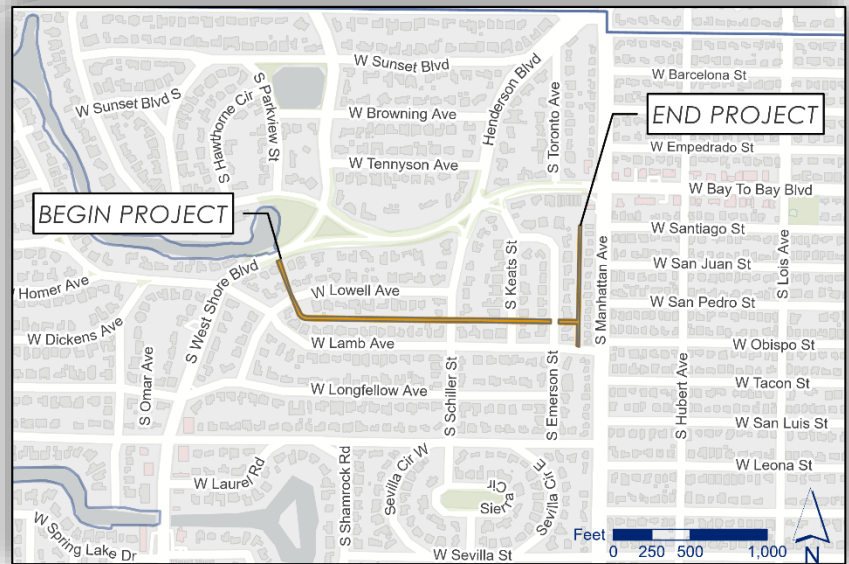 W Sunset Blvd
W Barcelona St
W Sunset Blvd S
S Hawthorne Cir
S Parkview St
W Browning Ave
Henderson Blvd
S Toronto Ave
END PROJECT
W Empedrado St
W Tennyson Ave
W Bay To Bay Blvd
BEGIN PROJECT
W Santiago St
S Keats St
S Manhattan Ave
W San Juan St
S Lois Ave
Homer Ave
W Lowell Ave
W San Pedro St
S West Shore Blvd
W Dickens Ave
W Lamb Ave
W Obispo St
S Omar Ave
S Schiller St
S Emerson St
S Hubert Ave
W Tacon St
W Longfellow Ave
W San Luis St
W Leona St
W Laurel Rd
S Shamrock Rd
Sevilla Cir W
Sierra Cir
Sevilla Cir E
W Spring Lake Dr
W Sevilla St
Feet
0 250 500 1,000
N